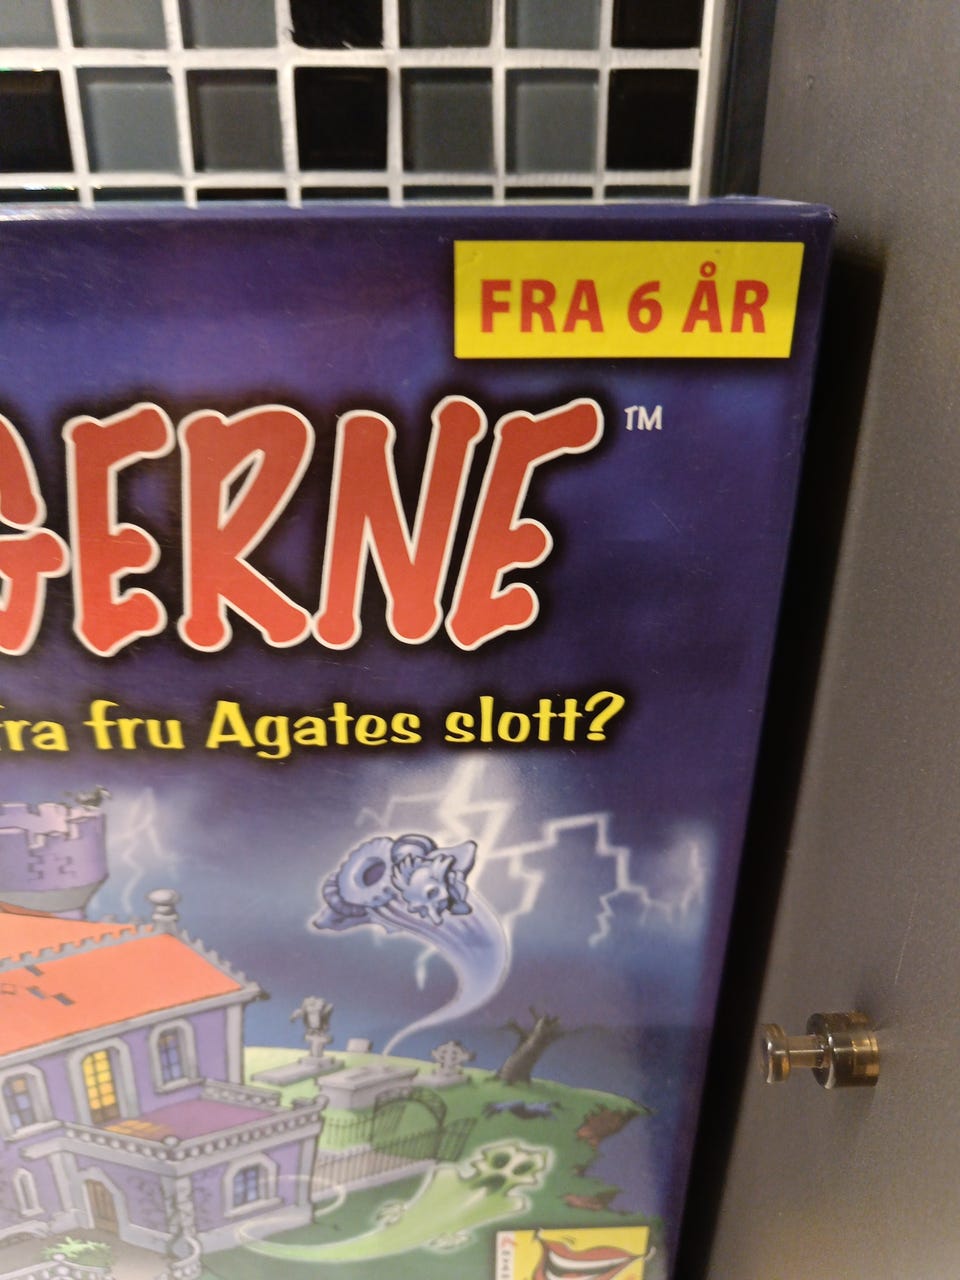 FRA 6 ÅR
GERNE™
fra fru Agates slott?